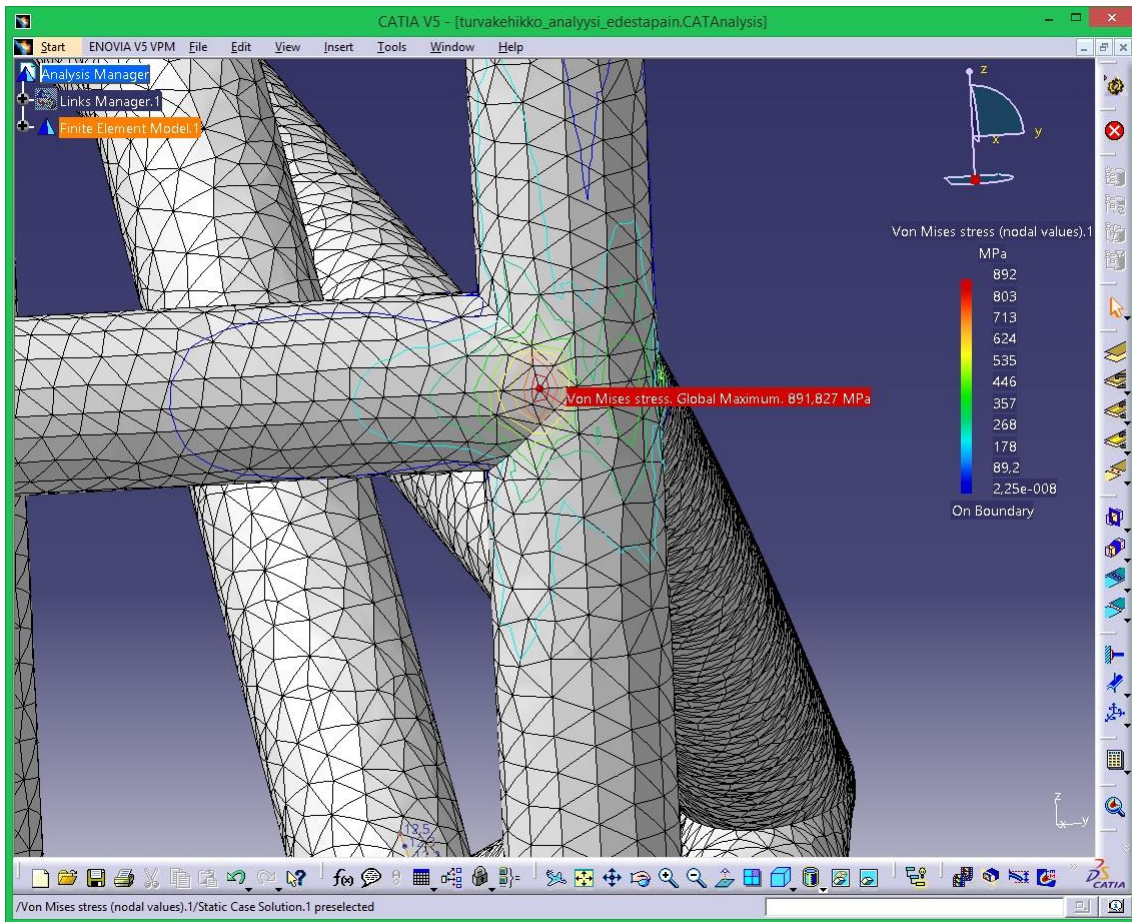 CATIA V5 - [turvakehikko_analyysi_edestapain.CATAnalysis]
Start ENOVIA V5 VPM File Edit View Insert Tools Window Help
Analysis Manager
Links Manager.1
Finite Element Model.1
z
y
x
Von Mises stress (nodal values).1
MPa
892
803
713
624
535
446
357
268
178
89,2
2,25e-008
On Boundary
Von Mises stress. Global Maximum. 891,827 MPa
12,5
z
x y
f(x)
DS
CATIA
/Von Mises stress (nodal values).1/Static Case Solution.1 preselected